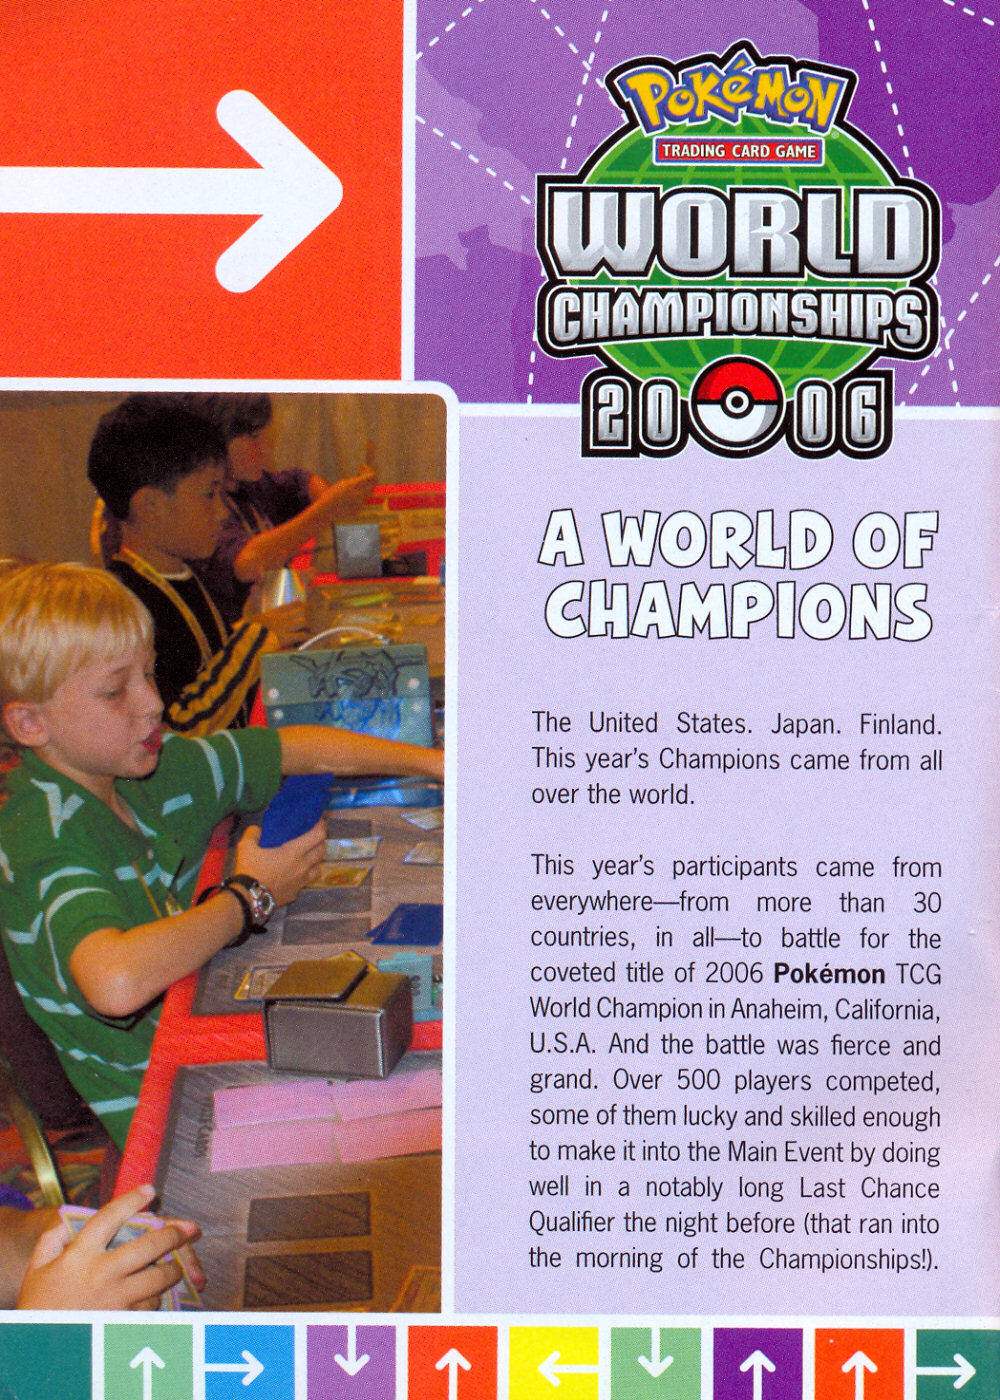 POKéMON
TRADING CARD GAME
WORLD
CHAMPIONSHIPS
2006
A WORLD OF
CHAMPIONS
The United States. Japan. Finland.
This year's Champions came from all
over the world.
This year's participants came from
everywhere—from more than 30
countries, in all—to battle for the
coveted title of 2006 Pokémon TCG
World Champion in Anaheim, California,
U.S.A. And the battle was fierce and
grand. Over 500 players competed,
some of them lucky and skilled enough
to make it into the Main Event by doing
well in a notably long Last Chance
Qualifier the night before (that ran into
the morning of the Championships!).